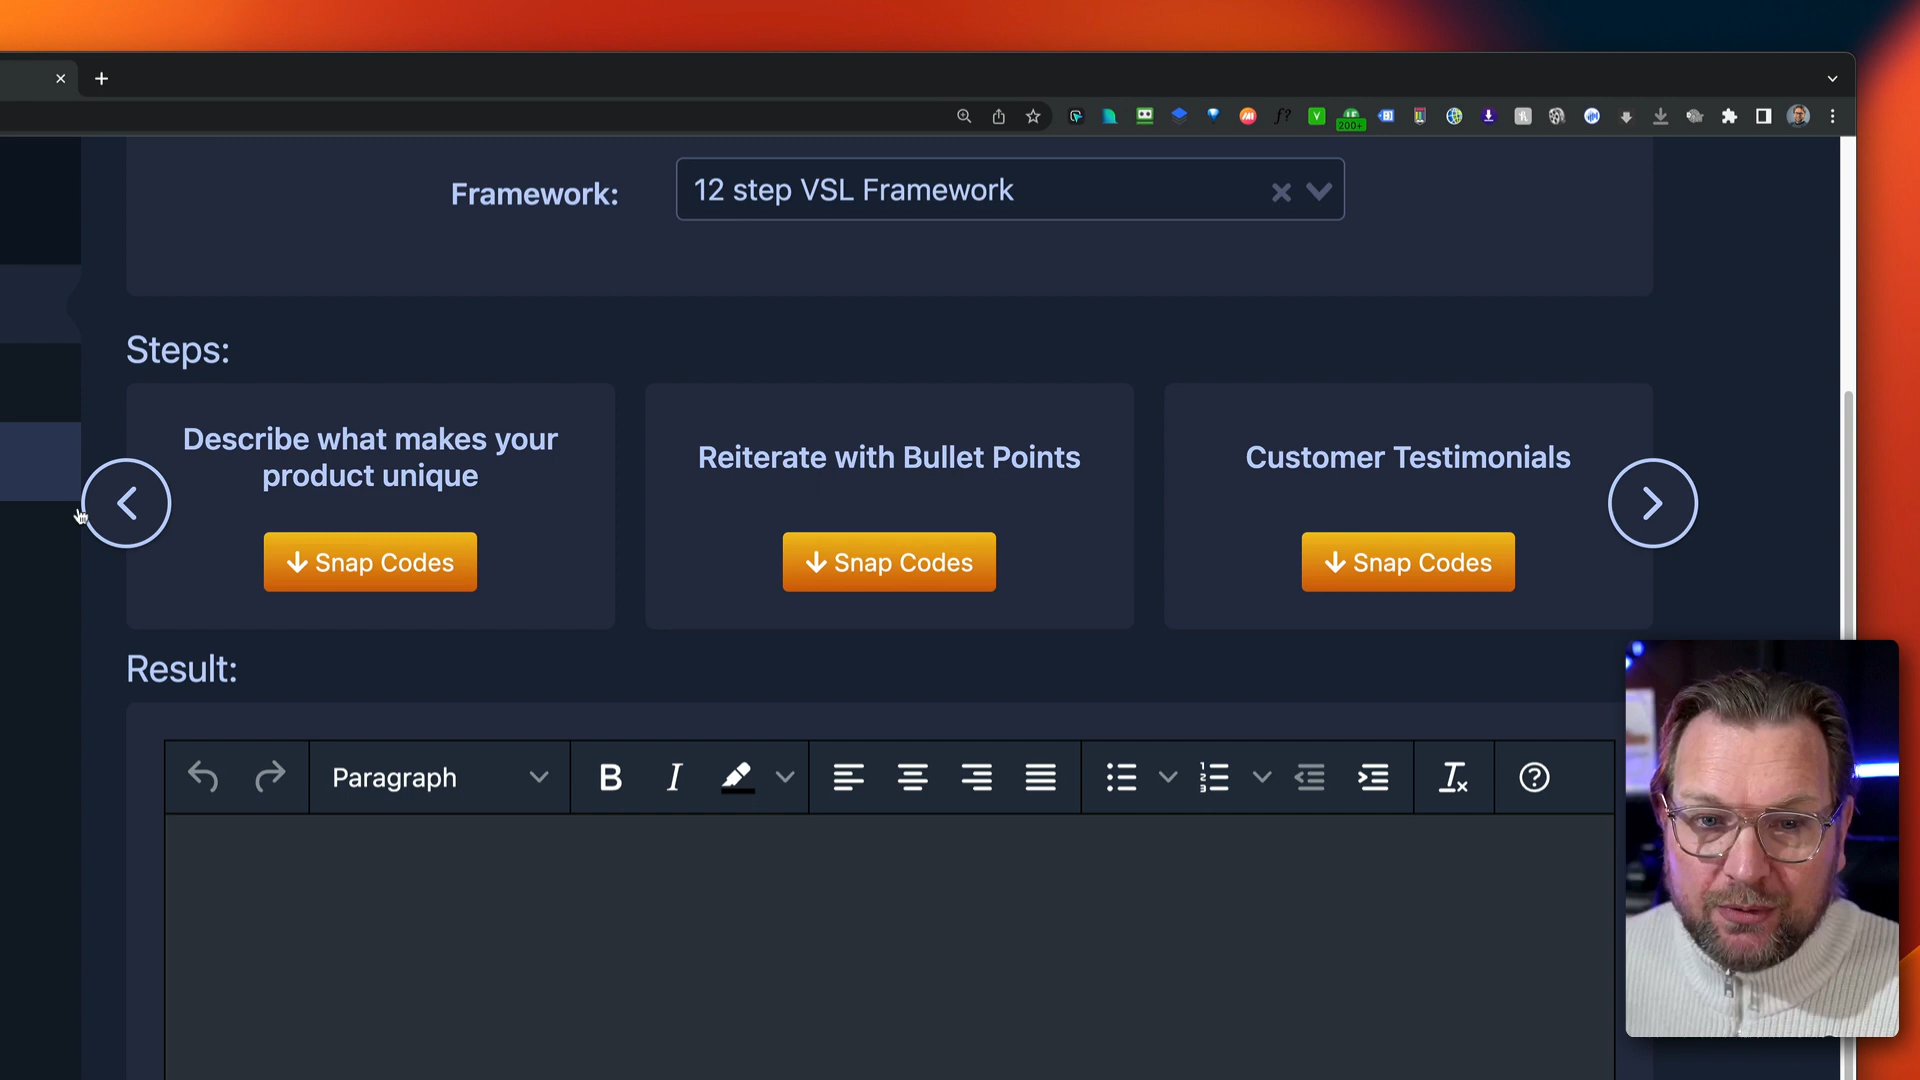 Framework:
12 step VSL Framework
Steps:
Describe what makes your
product unique
Snap Codes
Reiterate with Bullet Points
Snap Codes
Customer Testimonials
Snap Codes
Result:
Paragraph
B I
200+